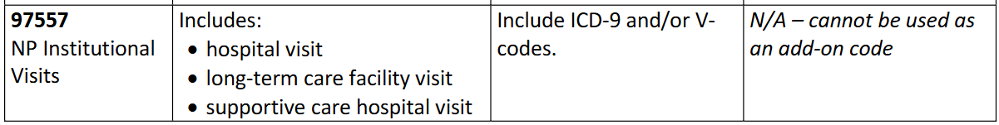 97557
NP Institutional
Visits
Includes:
• hospital visit
• long-term care facility visit
• supportive care hospital visit
Include ICD-9 and/or V-
codes.
N/A – cannot be used as
an add-on code